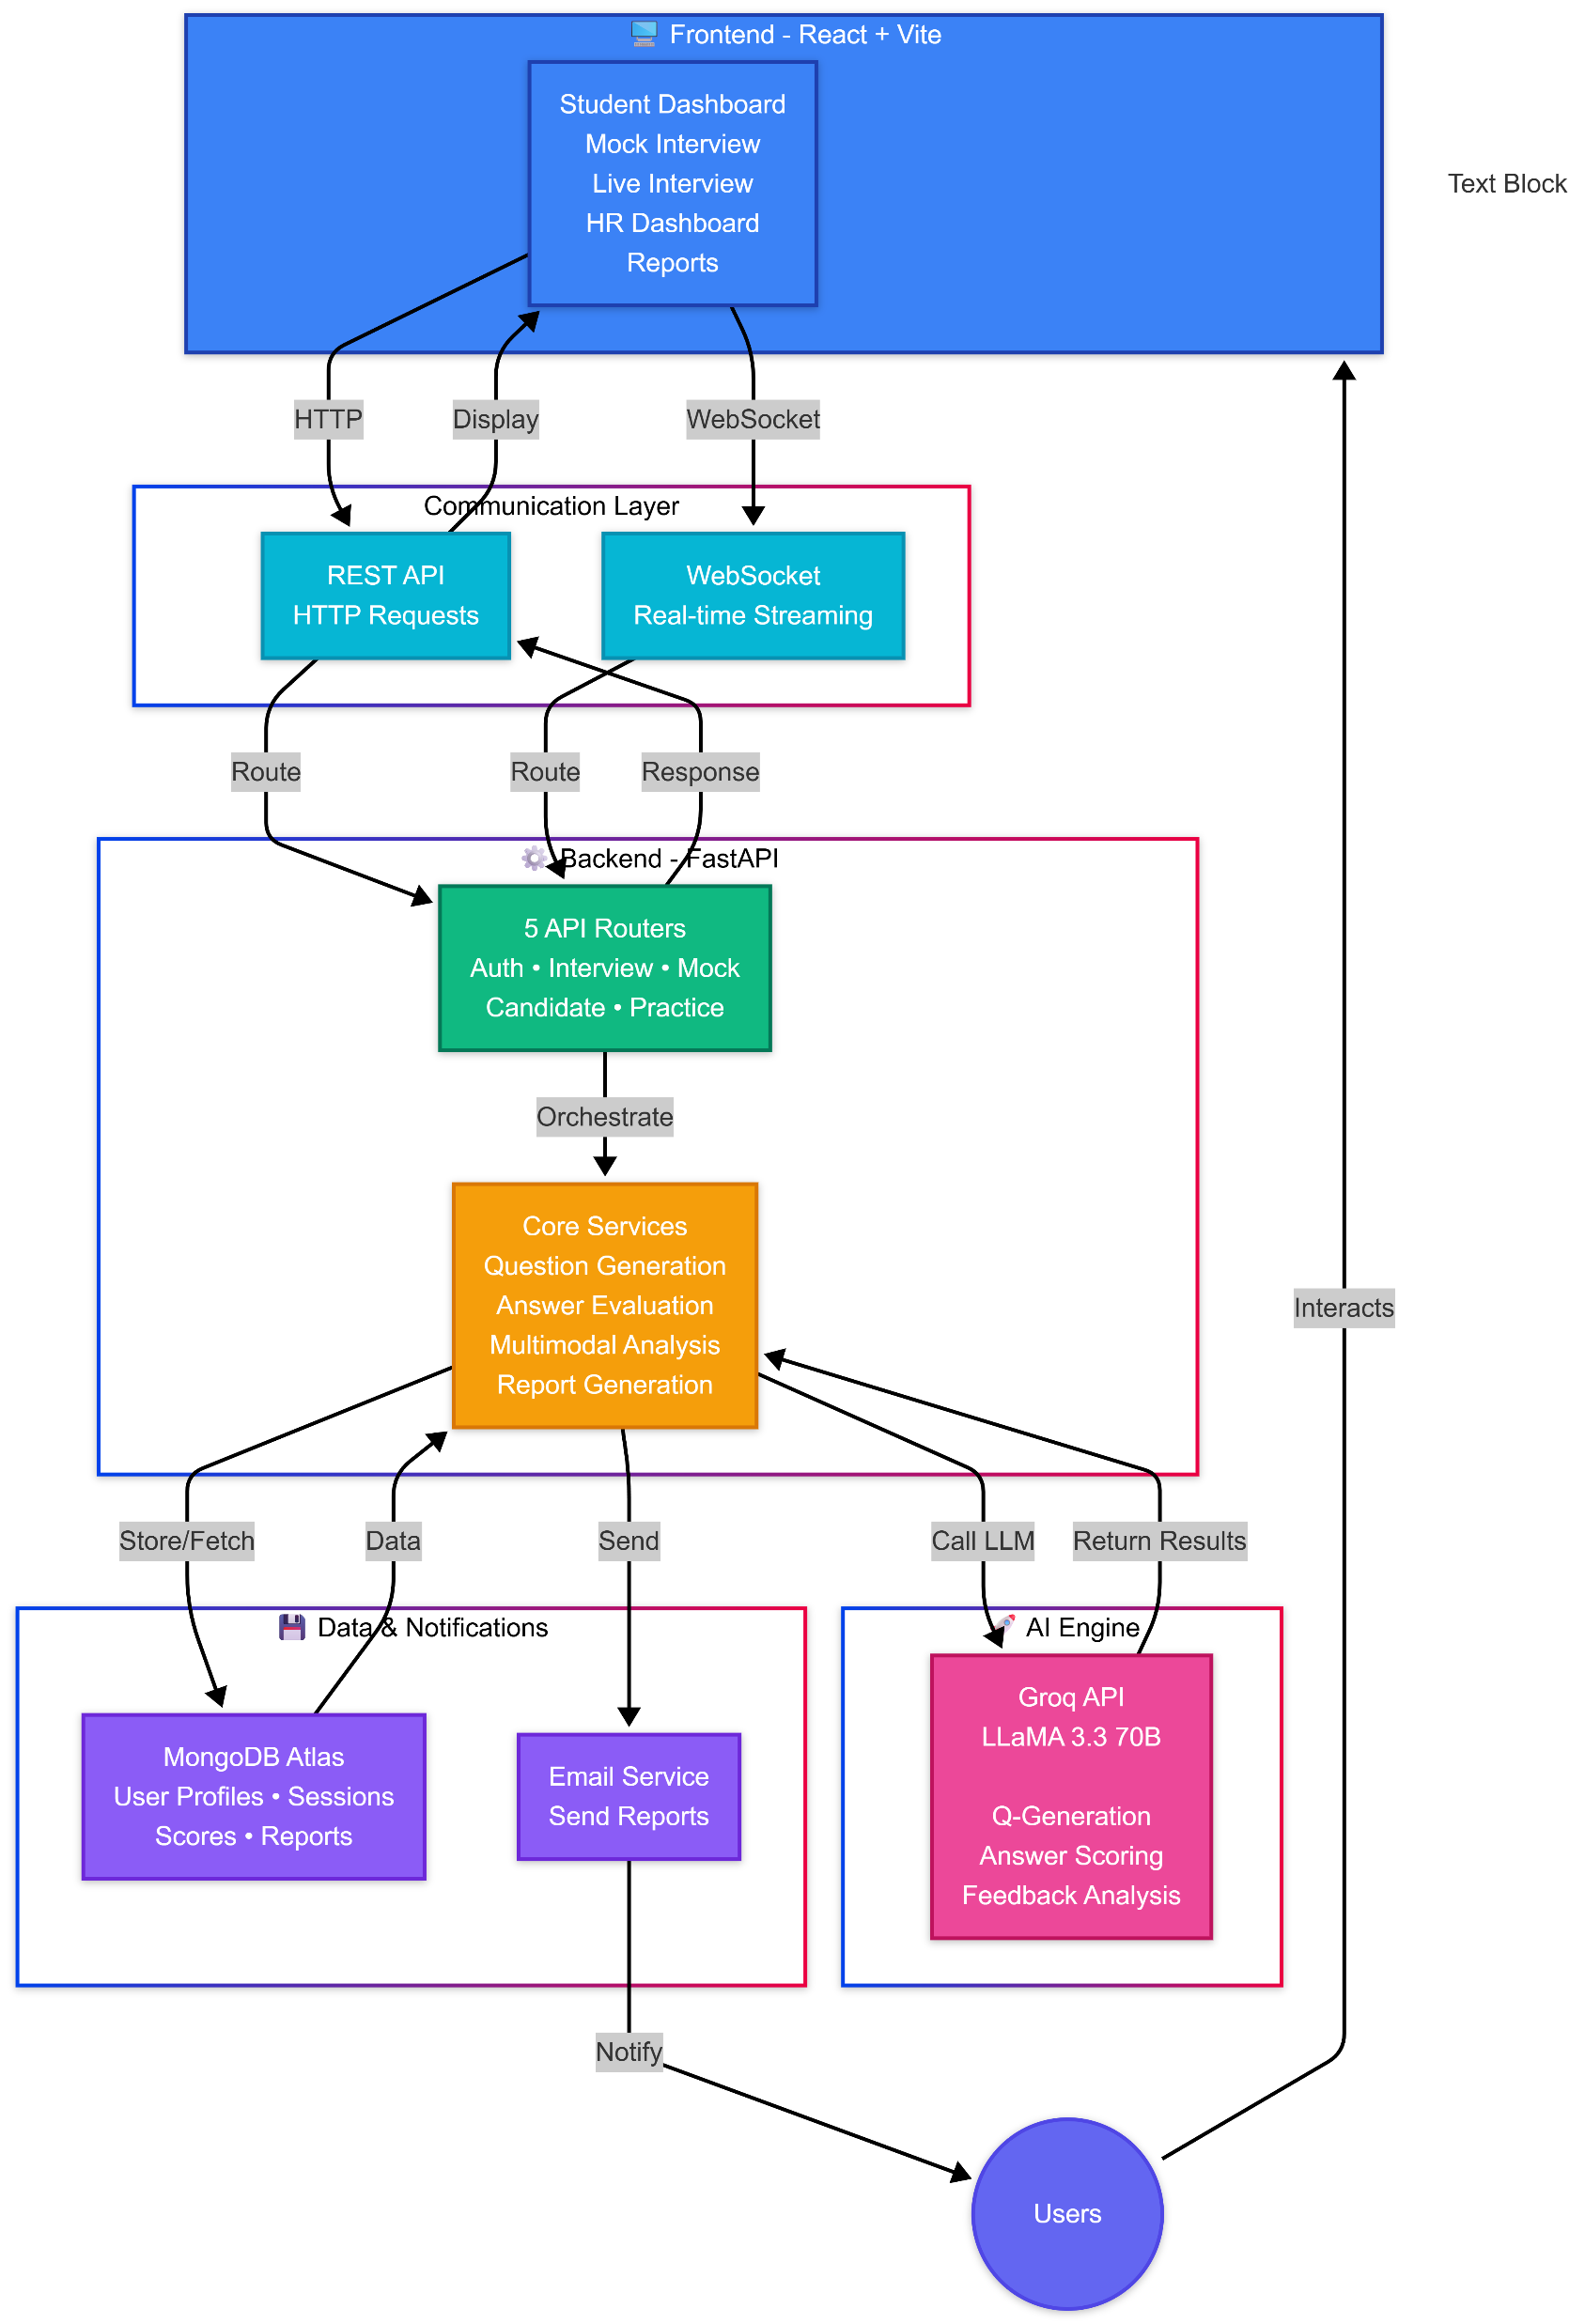 Frontend - React + Vite
Student Dashboard
Mock Interview
Live Interview
HR Dashboard
Reports
Text Block
HTTP
Display
WebSocket
Communication Layer
REST API
HTTP Requests
WebSocket
Real-time Streaming
Route
Route
Response
Backend - FastAPI
5 API Routers
Auth • Interview • Mock
Candidate • Practice
Orchestrate
Core Services
Question Generation
Answer Evaluation
Multimodal Analysis
Report Generation
Interacts
Store/Fetch
Data
Send
Call LLM
Return Results
Data & Notifications
MongoDB Atlas
User Profiles • Sessions
Scores • Reports
Email Service
Send Reports
AI Engine
Groq API
LLaMA 3.3 70B
Q-Generation
Answer Scoring
Feedback Analysis
Notify
Users